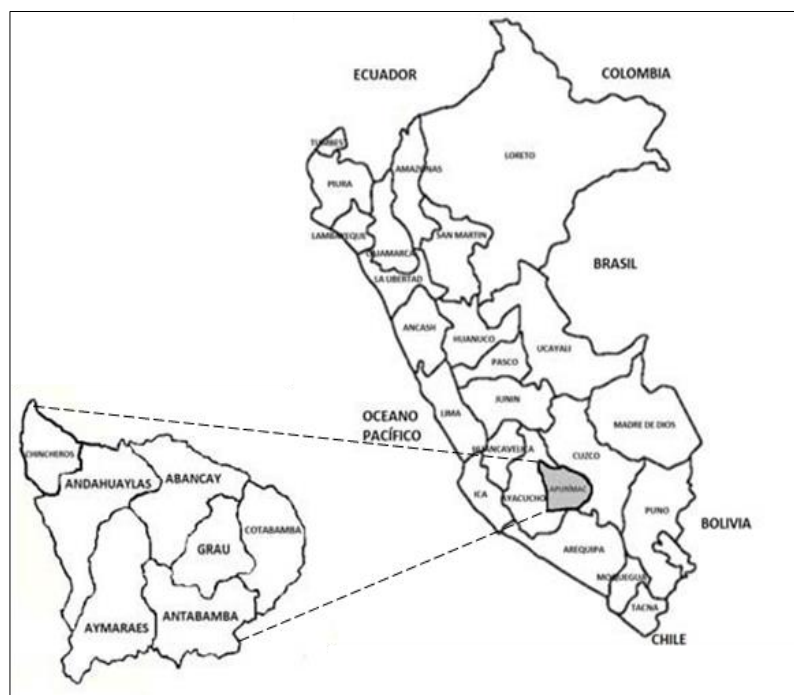 ECUADOR
COLOMBIA
TUMBES
AMAZONAS
LORETO
PIURA
LAMBAYEQUE
SAN MARTIN
CAJAMARCA
BRASIL
LA LIBERTAD
ANCASH
HUANUCO
UCAYALI
PASCO
JUNIN
OCEANO
PACÍFICO
LIMA
MADRE DE DIOS
HUANCAVELICA
CUZCO
CHINCHEROS
ANDAHUAYLAS
ABANCAY
APURÍMAC
ICA
AYACUCHO
PUNO
BOLIVIA
COTABAMBA
GRAU
AREQUIPA
MOQUEGUA
TACNA
ANTABAMBA
AYMARAES
CHILE